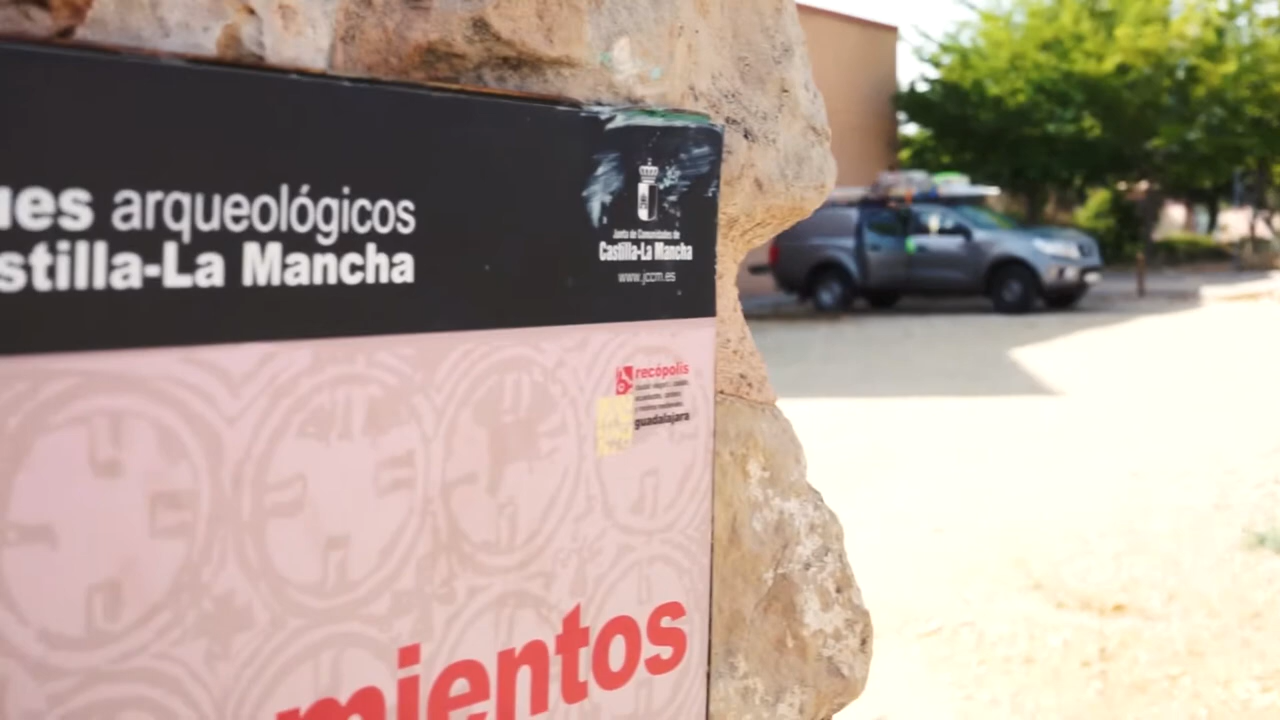 ues arqueológicos
stilla-La Mancha
Junta de Comunidades de
Castilla-La Mancha
www.jccm.es
recópolis
guadalajara
mientos